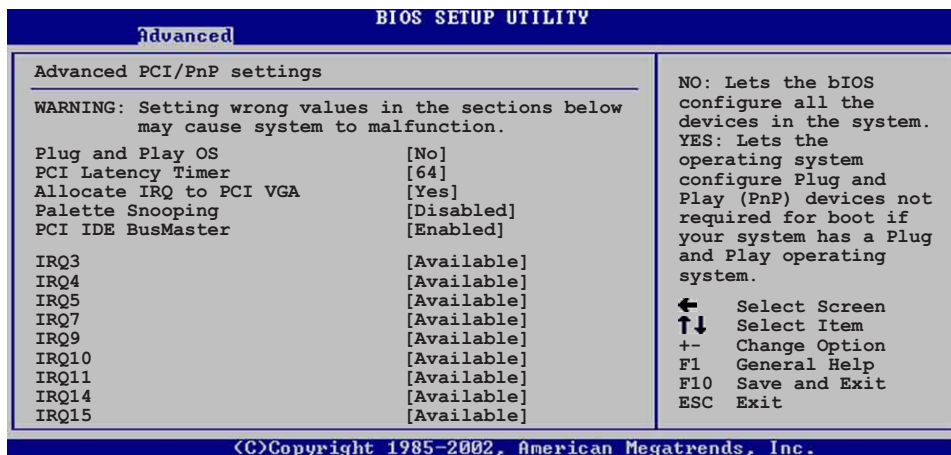 BIOS SETUP UTILITY
Advanced
Advanced PCI/PnP settings
WARNING: Setting wrong values in the sections below
may cause system to malfunction.
Plug and Play OS [No]
PCI Latency Timer [64]
Allocate IRQ to PCI VGA [Yes]
Palette Snooping [Disabled]
PCI IDE BusMaster [Enabled]
IRQ3 [Available]
IRQ4 [Available]
IRQ5 [Available]
IRQ7 [Available]
IRQ9 [Available]
IRQ10 [Available]
IRQ11 [Available]
IRQ14 [Available]
IRQ15 [Available]
NO: Lets the bIOS
configure all the
devices in the system.
YES: Lets the
operating system
configure Plug and
Play (PnP) devices not
required for boot if
your system has a Plug
and Play operating
system.
← Select Screen
↑↓ Select Item
+- Change Option
F1 General Help
F10 Save and Exit
ESC Exit
(C)Copyright 1985-2002, American Megatrends, Inc.